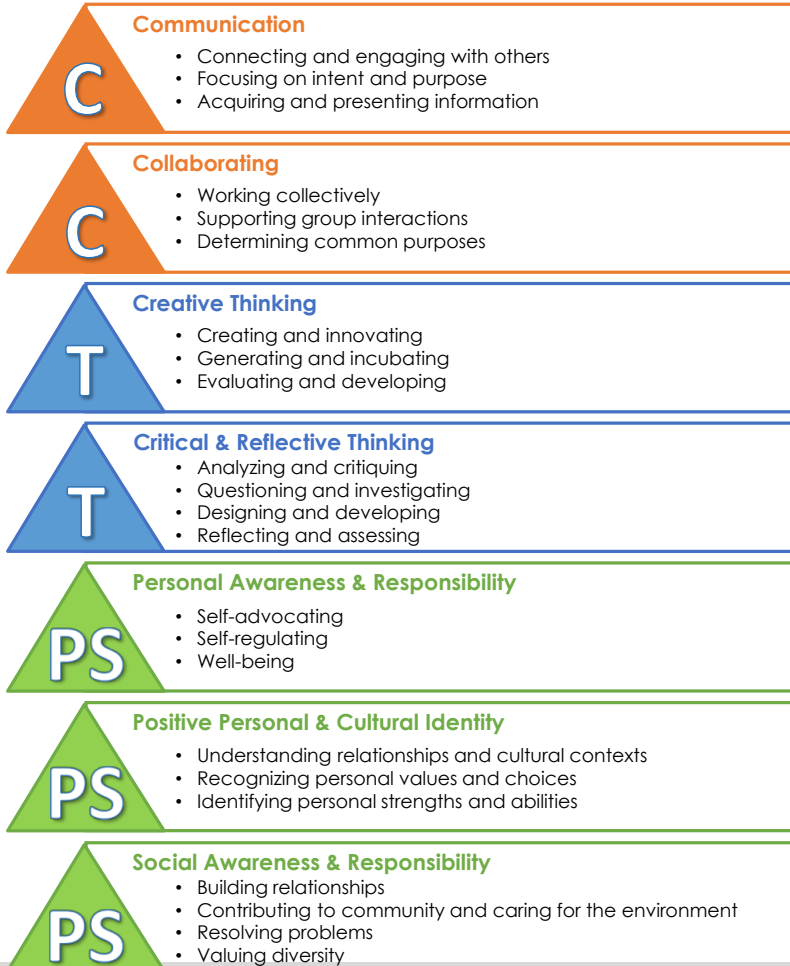 Communication
• Connecting and engaging with others
• Focusing on intent and purpose
• Acquiring and presenting information
C
Collaborating
• Working collectively
• Supporting group interactions
• Determining common purposes
C
Creative Thinking
• Creating and innovating
• Generating and incubating
• Evaluating and developing
T
Critical & Reflective Thinking
• Analyzing and critiquing
• Questioning and investigating
• Designing and developing
• Reflecting and assessing
T
Personal Awareness & Responsibility
• Self-advocating
• Self-regulating
• Well-being
PS
Positive Personal & Cultural Identity
• Understanding relationships and cultural contexts
• Recognizing personal values and choices
• Identifying personal strengths and abilities
PS
Social Awareness & Responsibility
• Building relationships
• Contributing to community and caring for the environment
• Resolving problems
• Valuing diversity
PS